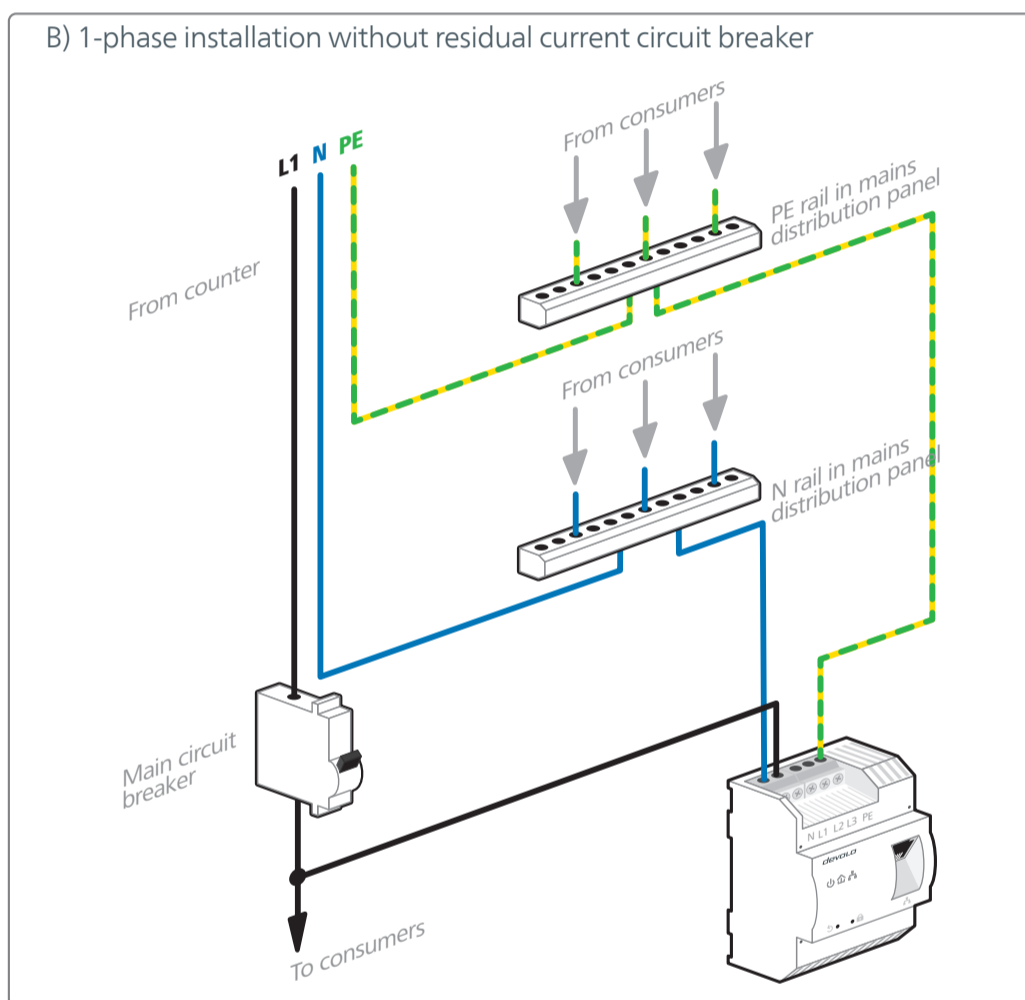 B) 1-phase installation without residual current circuit breaker
From consumers
L1 N PE
PE rail in mains
distribution panel
From counter
From consumers
N rail in mains
distribution panel
Main circuit
breaker
N L1 L2 L3 PE
devolo
To consumers